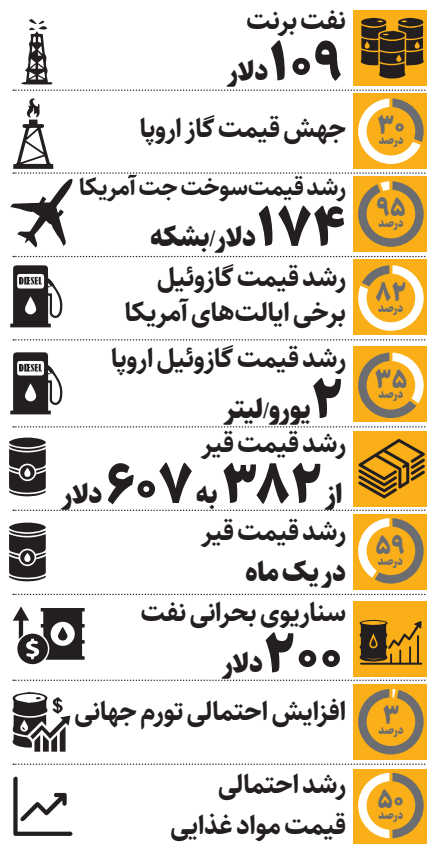 نفت برنت
۱۰۹ دلار
۳۰
درصد
جهش قیمت گاز اروپا
۹۵
درصد
رشد قیمت‌سوخت جت آمریکا
۱۷۴ دلار/بشکه
۸۲
درصد
رشد قیمت گازوئیل
برخی ایالت‌های آمریکا
DIESEL
۳۵
درصد
رشد قیمت گازوئیل اروپا
۲ یورو/لیتر
DIESEL
رشد قیمت قیر
از ۳۸۲ به ۶۰۷ دلار
۵۹
درصد
رشد قیمت قیر
در یک ماه
سناریوی بحرانی نفت
۲۰۰ دلار
$
۳
درصد
افزایش احتمالی تورم جهانی
$
۵۰
درصد
رشد احتمالی
قیمت مواد غذایی